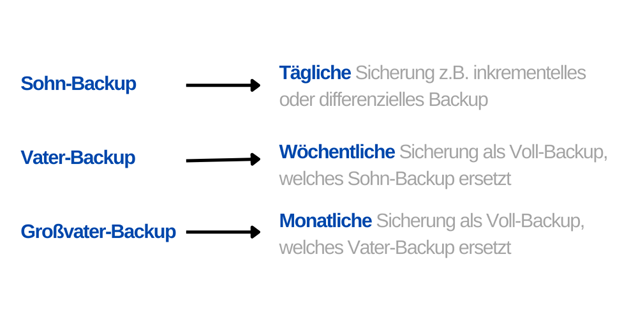 Sohn-Backup
Tägliche Sicherung z.B. inkrementelles
oder differenzielles Backup
Vater-Backup
Wöchentliche Sicherung als Voll-Backup,
welches Sohn-Backup ersetzt
Großvater-Backup
Monatliche Sicherung als Voll-Backup,
welches Vater-Backup ersetzt